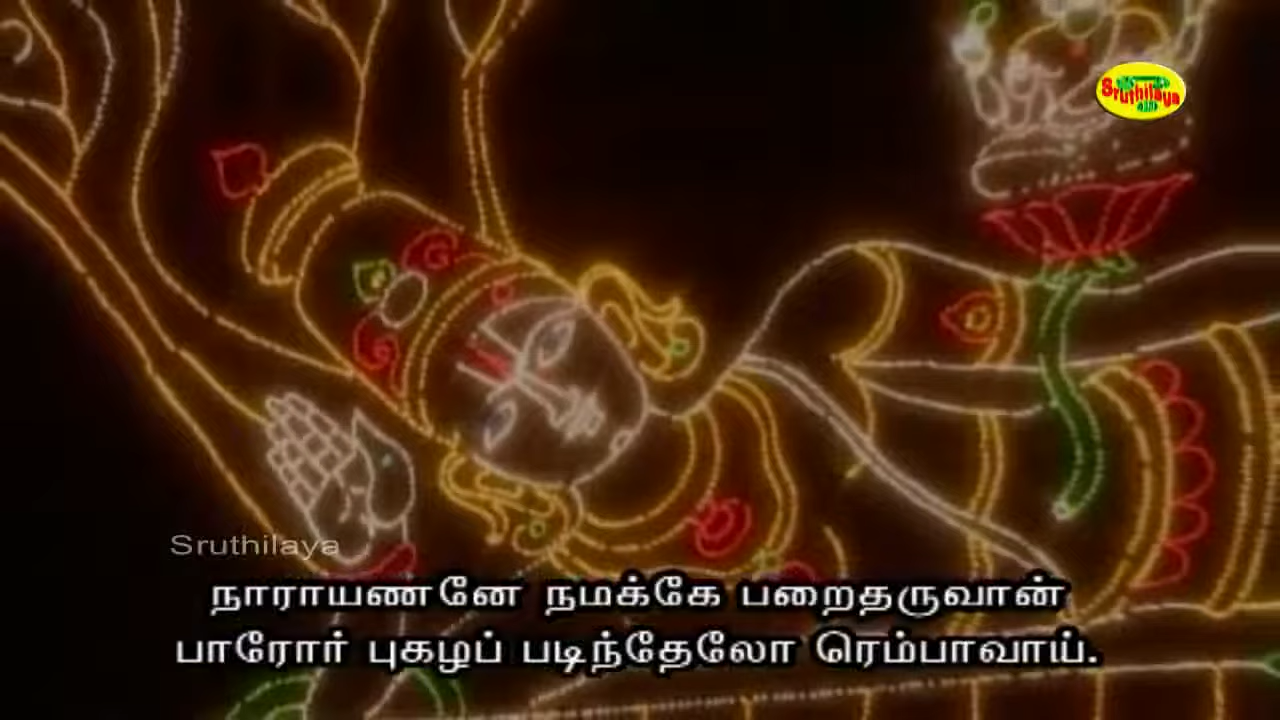 Sruthilaya
Sruthilaya
நாராயணனே நமக்கே பறைதருவான்
பாரோர் புகழப் படிந்தேலோ ரெம்பாவாய்.